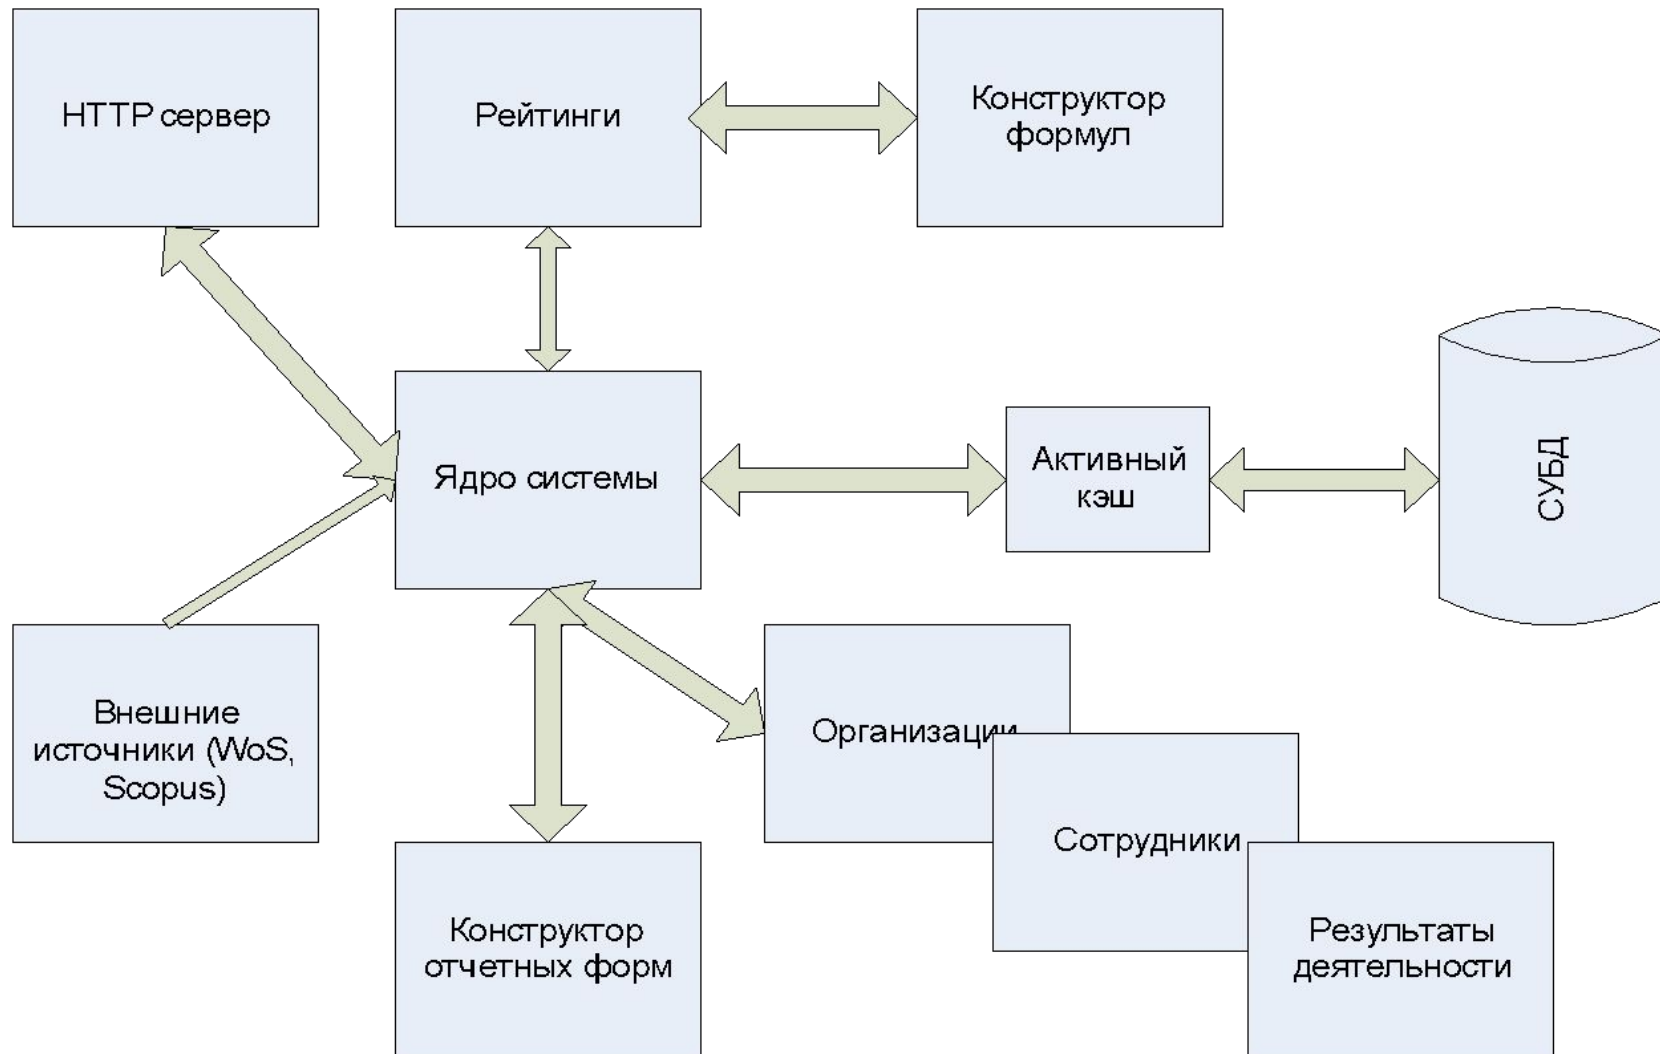 HTTP сервер
Рейтинги
Конструктор
формул
Ядро системы
Активный
кэш
СУБД
Внешние
источники (WoS,
Scopus)
Организации
Сотрудники
Конструктор
отчетных форм
Результаты
деятельности